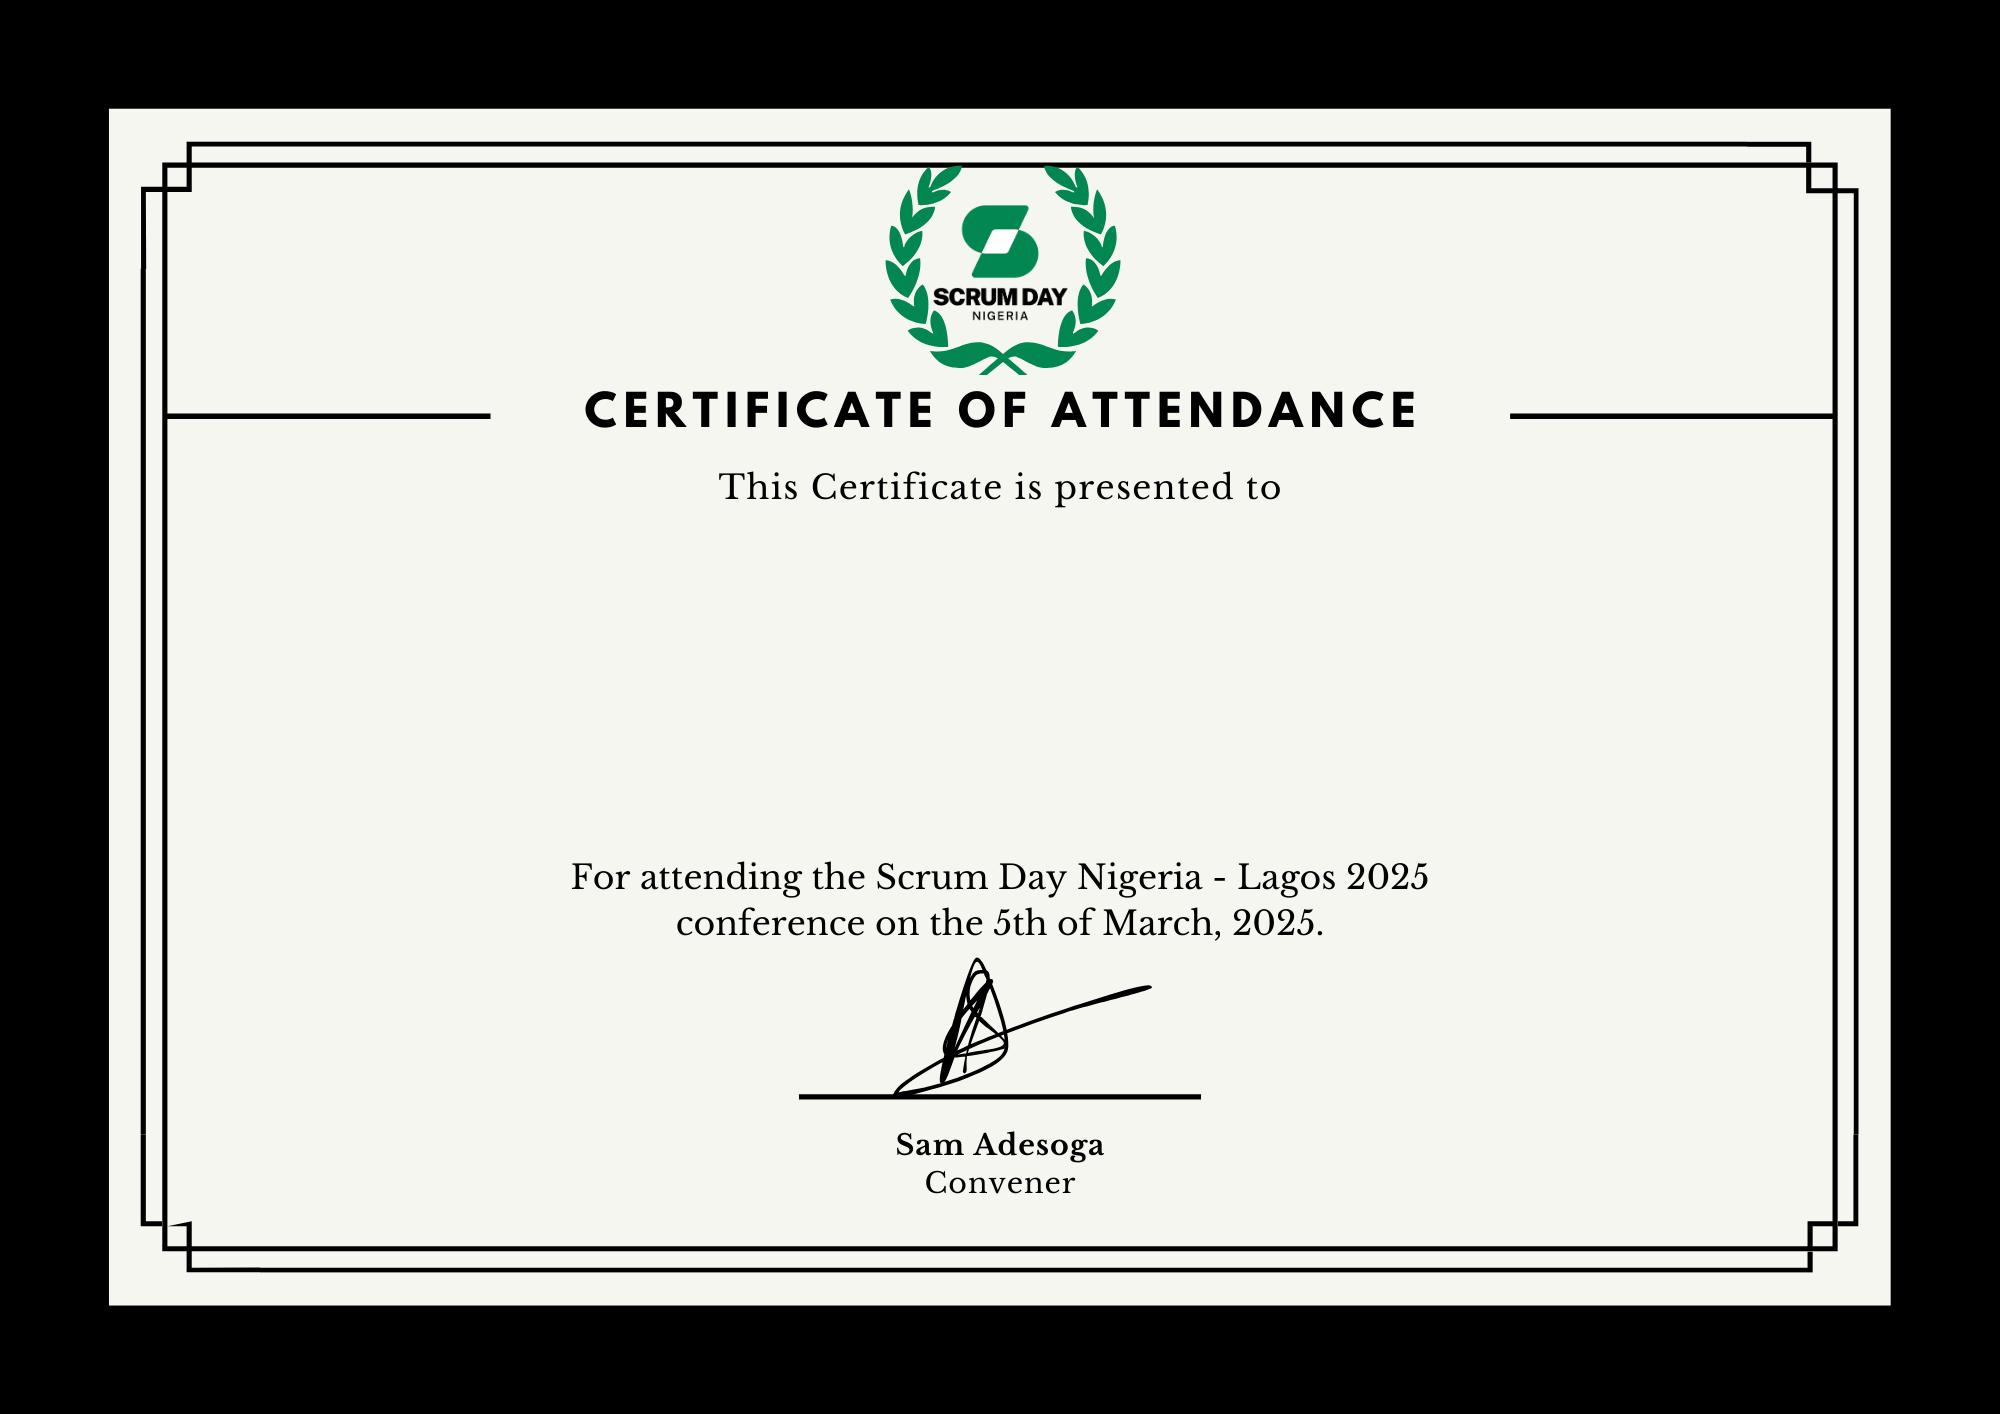 SCRUM DAY
NIGERIA
CERTIFICATE OF ATTENDANCE
This Certificate is presented to
For attending the Scrum Day Nigeria - Lagos 2025
conference on the 5th of March, 2025.
Sam Adesoga
Convener